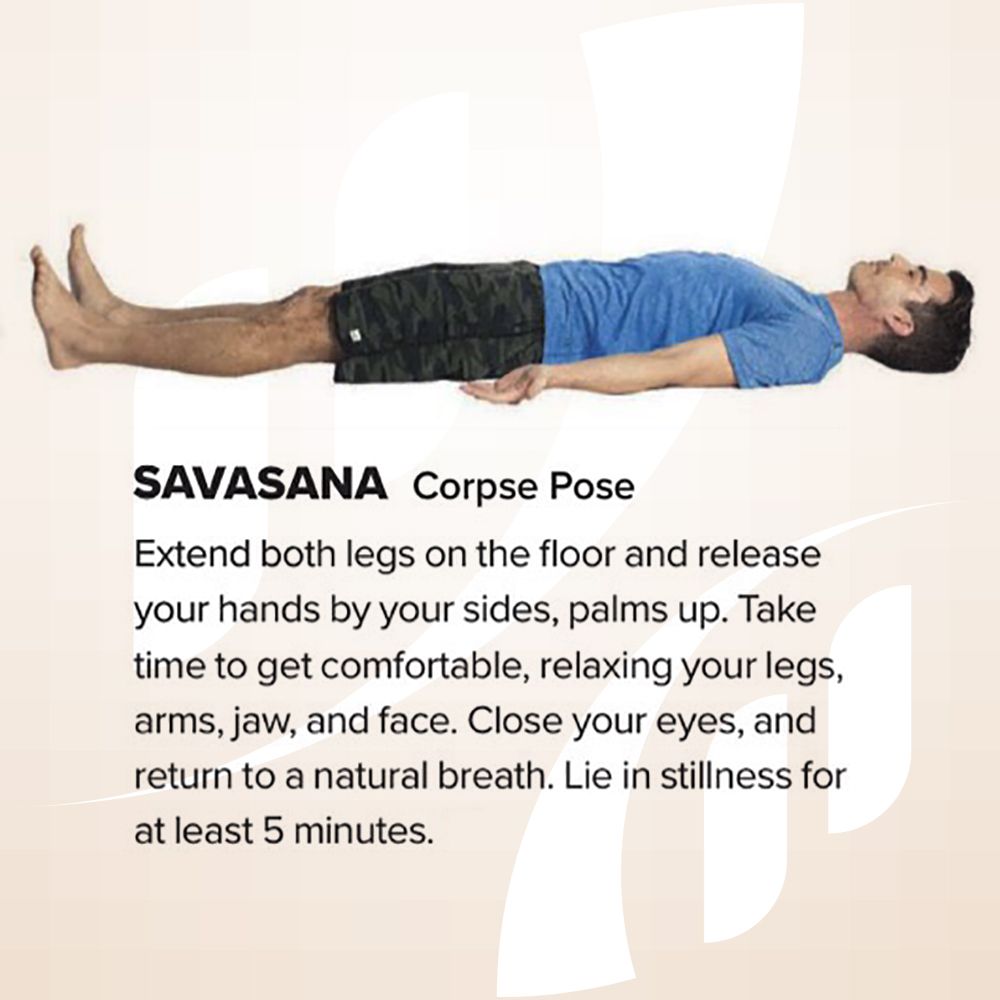 SAVASANA Corpse Pose
Extend both legs on the floor and release
your hands by your sides, palms up. Take
time to get comfortable, relaxing your legs,
arms, jaw, and face. Close your eyes, and
return to a natural breath. Lie in stillness for
at least 5 minutes.